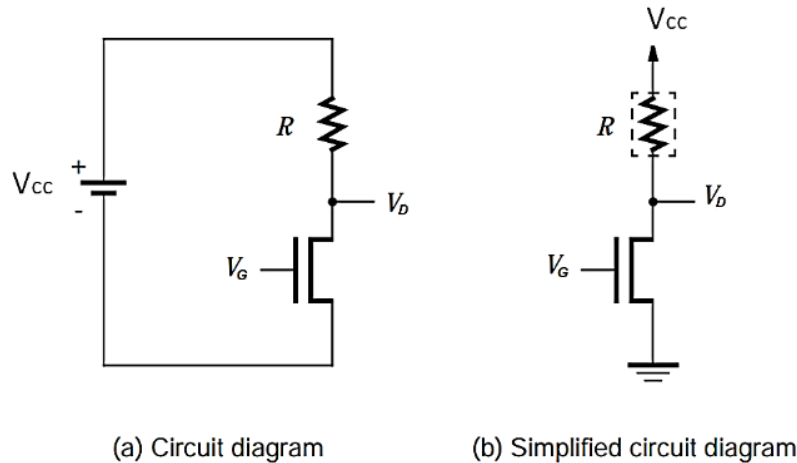 Vcc
R
R
+
Vcc
-
VD
VD
VG
VG
(a) Circuit diagram
(b) Simplified circuit diagram